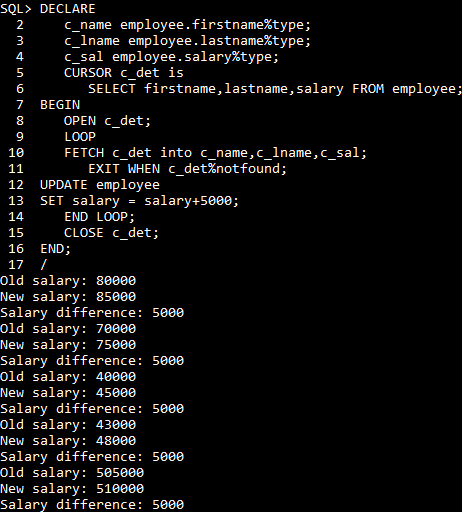 SQL> DECLARE
  2     c_name employee.firstname%type;
  3     c_lname employee.lastname%type;
  4     c_sal employee.salary%type;
  5     CURSOR c_det is
  6        SELECT firstname,lastname,salary FROM employee;
  7  BEGIN
  8     OPEN c_det;
  9     LOOP
 10     FETCH c_det into c_name,c_lname,c_sal;
 11        EXIT WHEN c_det%notfound;
 12  UPDATE employee
 13  SET salary = salary+5000;
 14     END LOOP;
 15     CLOSE c_det;
 16  END;
 17  /
Old salary: 80000
New salary: 85000
Salary difference: 5000
Old salary: 70000
New salary: 75000
Salary difference: 5000
Old salary: 40000
New salary: 45000
Salary difference: 5000
Old salary: 43000
New salary: 48000
Salary difference: 5000
Old salary: 505000
New salary: 510000
Salary difference: 5000